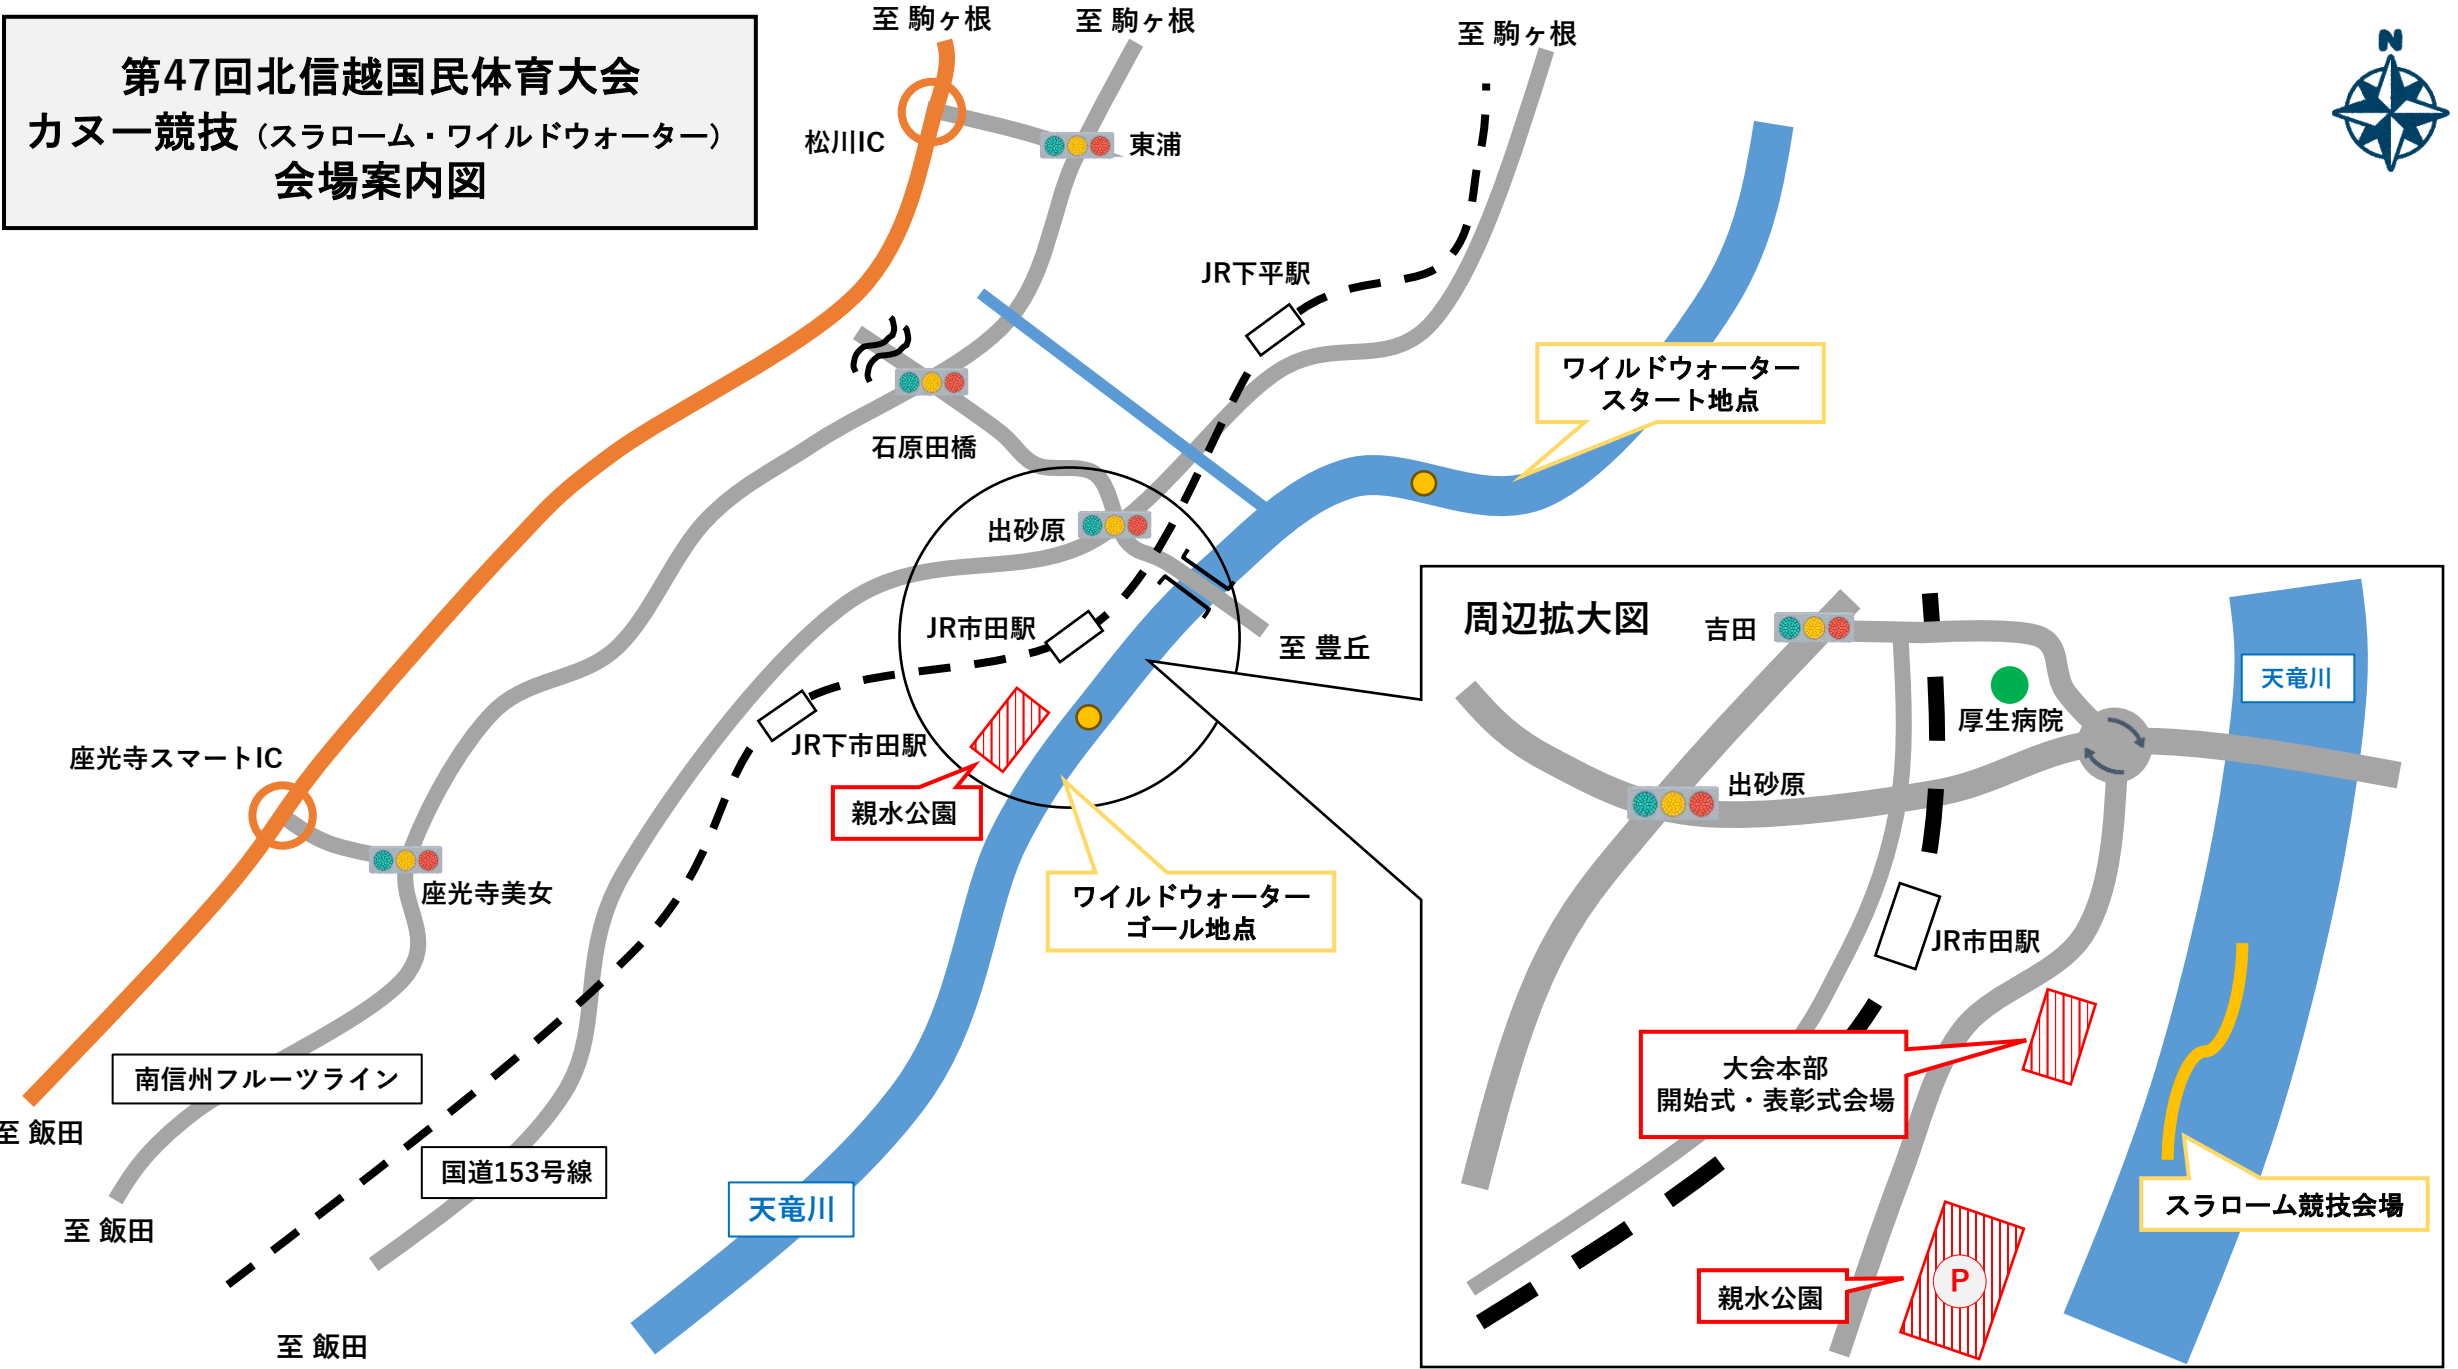 第47回北信越国民体育大会
カヌー競技（スラローム・ワイルドウォーター）
会場案内図
至 駒ヶ根
至 駒ヶ根
至 駒ヶ根
N
松川IC
東浦
JR下平駅
ワイルドウォーター
スタート地点
石原田橋
出砂原
JR市田駅
至 豊丘
JR下市田駅
座光寺スマートIC
親水公園
座光寺美女
ワイルドウォーター
ゴール地点
南信州フルーツライン
至 飯田
国道153号線
至 飯田
天竜川
至 飯田
周辺拡大図
吉田
天竜川
厚生病院
出砂原
JR市田駅
大会本部
開始式・表彰式会場
スラローム競技会場
親水公園
P